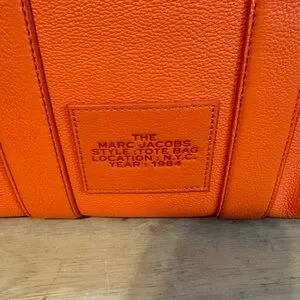 THE
MARC JACOBS
STYLE : TOTE BAG
LOCATION : N.Y.C.
YEAR : 1984